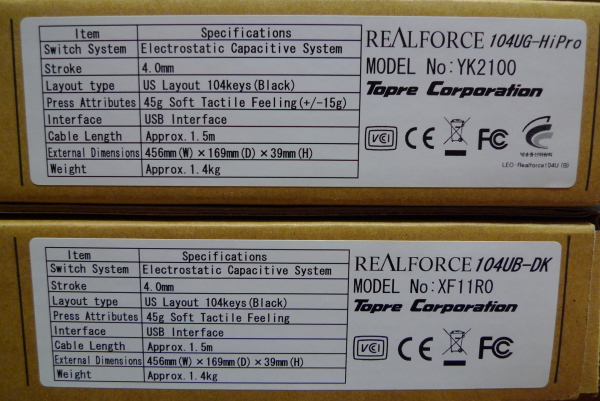 Item Specifications
Switch System Electrostatic Capacitive System
Stroke 4.0mm
Layout type US Layout 104keys(Black)
Press Attributes 45g Soft Tactile Feeling(+/-15g)
Interface USB Interface
Cable Length Approx.1.5m
External Dimensions 456mm(W) ×169mm(D) ×39mm(H)
Weight Approx.1.4kg
REALFORCE 104UG-HiPro
MODEL No:YK2100
Topre Corporation
VCI CE FC
LEO-Realforce104U (B)
Item Specifications
Switch System Electrostatic Capacitive System
Stroke 4.0mm
Layout type US Layout 104keys(Black)
Press Attributes 45g Soft Tactile Feeling
Interface USB Interface
Cable Length Approx.1.5m
External Dimensions 456mm(W) ×169mm(D) ×39mm(H)
Weight Approx.1.4kg
REALFORCE 104UB-DK
MODEL No:XF11R0
Topre Corporation
VCI CE FC